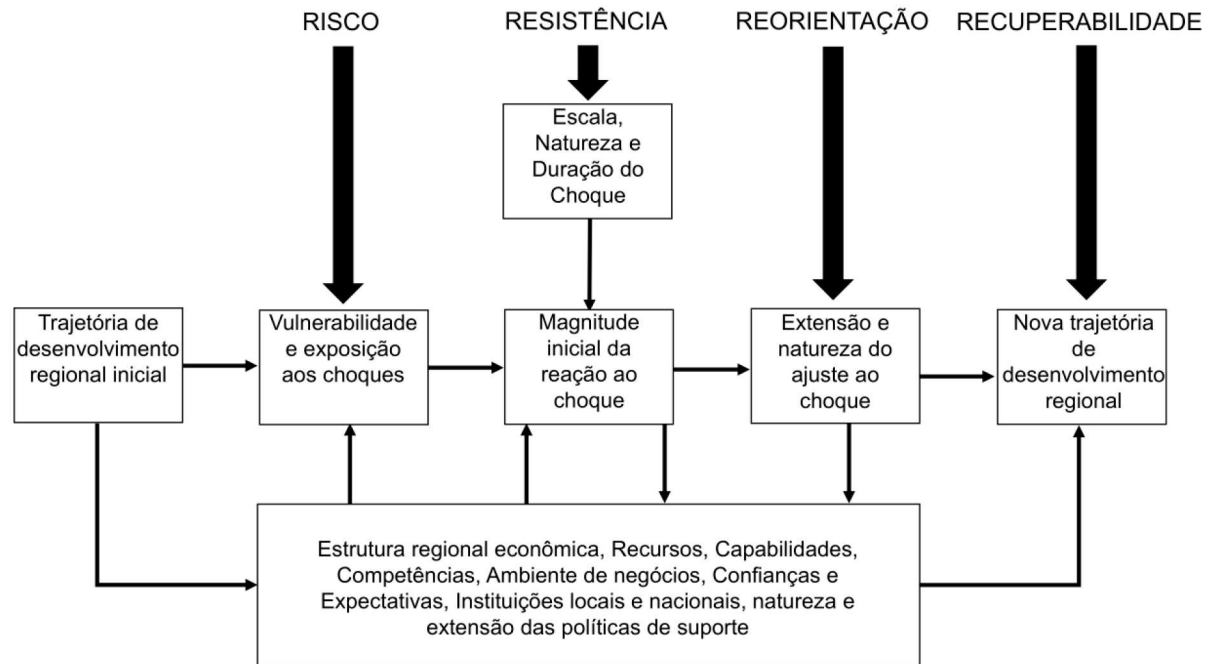 RISCO
RESISTÊNCIA
REORIENTAÇÃO
RECUPERABILIDADE
Escala,
Natureza e
Duração do
Choque
Trajetória de
desenvolvimento
regional inicial
Vulnerabilidade
e exposição
aos choques
Magnitude
inicial da
reação ao
choque
Extensão e
natureza do
ajuste ao
choque
Nova trajetória
de
desenvolvimento
regional
Estrutura regional econômica, Recursos, Capabilidades,
Competências, Ambiente de negócios, Confianças e
Expectativas, Instituições locais e nacionais, natureza e
extensão das políticas de suporte